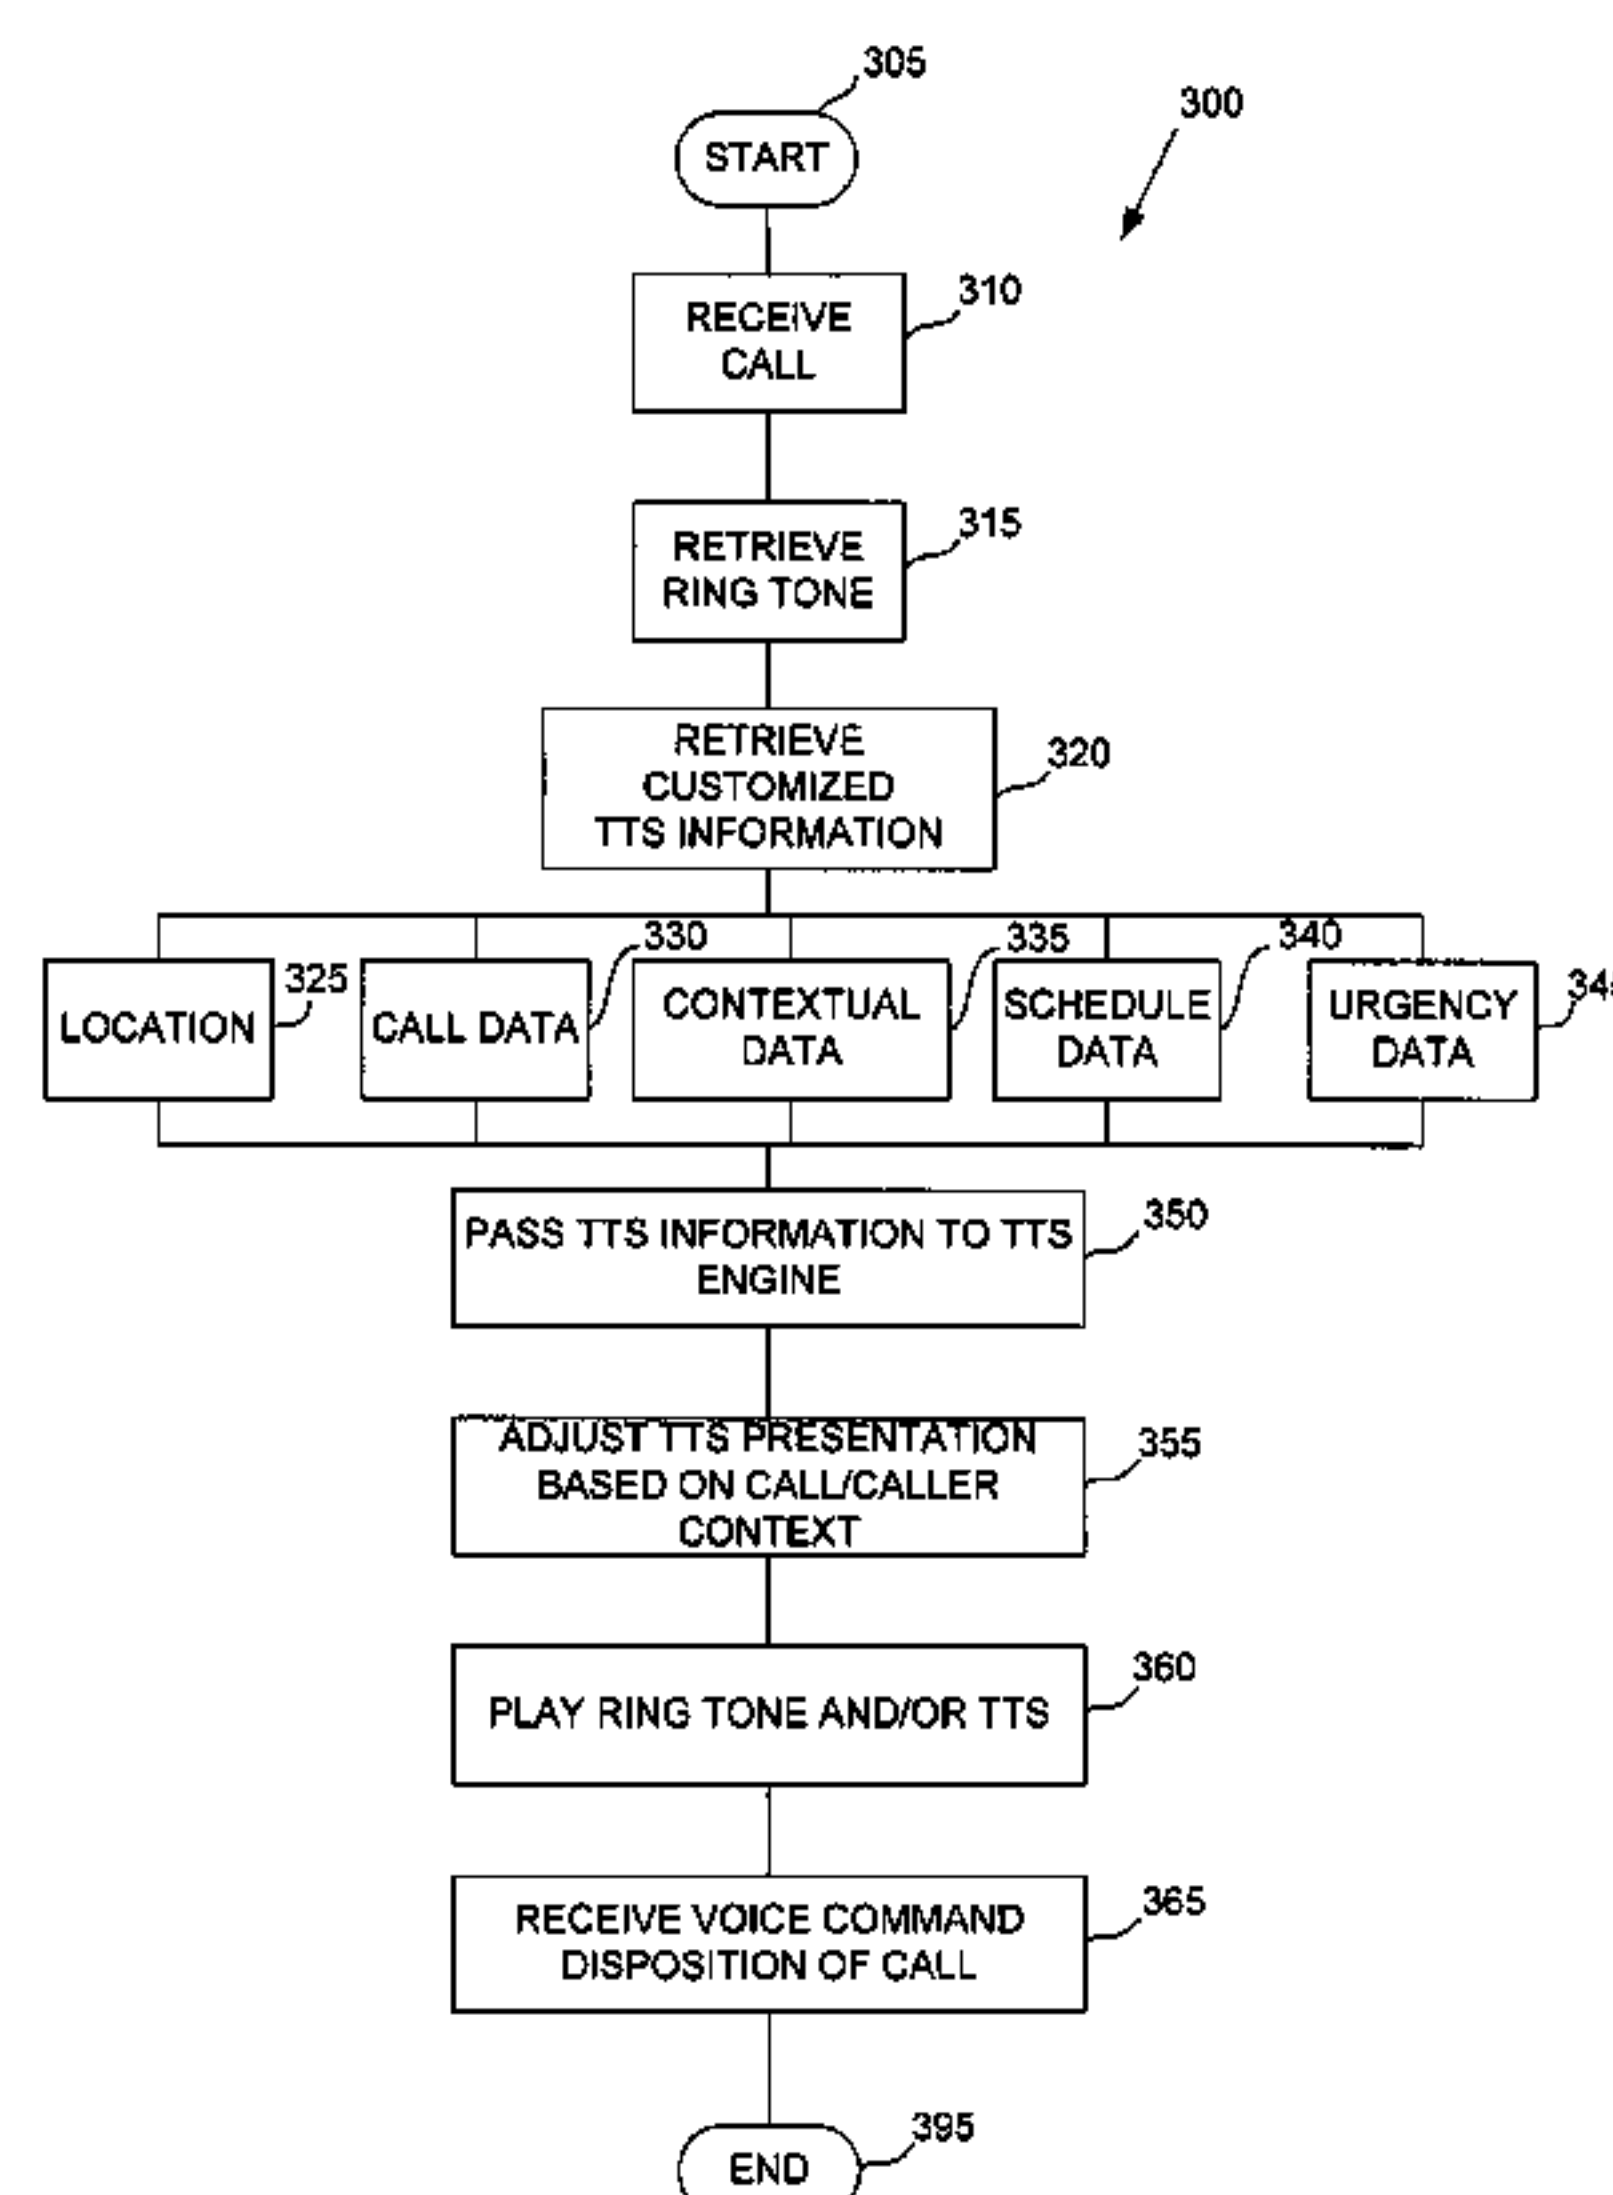 305
300
START
310
RECEIVE
CALL
315
RETRIEVE
RING TONE
320
RETRIEVE
CUSTOMIZED
TTS INFORMATION
325
LOCATION
330
CALL DATA
335
CONTEXTUAL
DATA
340
SCHEDULE
DATA
URGENCY
DATA
350
PASS TTS INFORMATION TO TTS
ENGINE
355
ADJUST TTS PRESENTATION
BASED ON CALL/CALLER
CONTEXT
360
PLAY RING TONE AND/OR TTS
365
RECEIVE VOICE COMMAND
DISPOSITION OF CALL
395
END